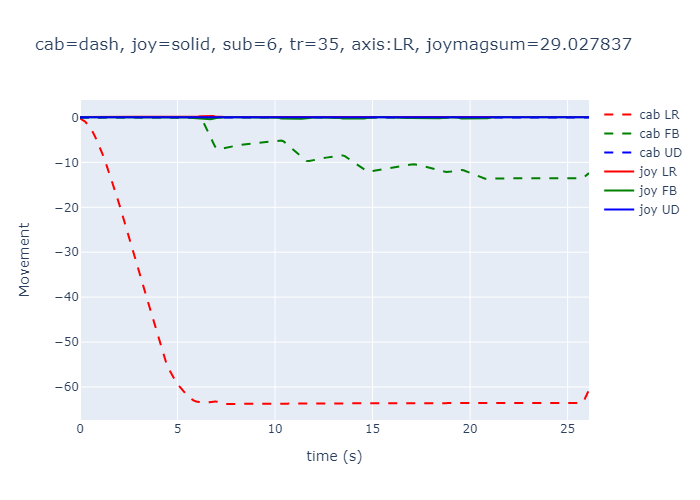 cab=dash, joy=solid, sub=6, tr=35, axis:LR, joymagsum=29.027837
cab LR
cab FB
cab UD
joy LR
joy FB
joy UD
Movement
0
−10
−20
−30
−40
−50
−60
0 5 10 15 20 25
time (s)